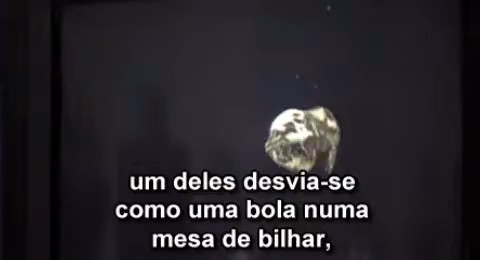 um deles desvia-se
como uma bola numa
mesa de bilhar,